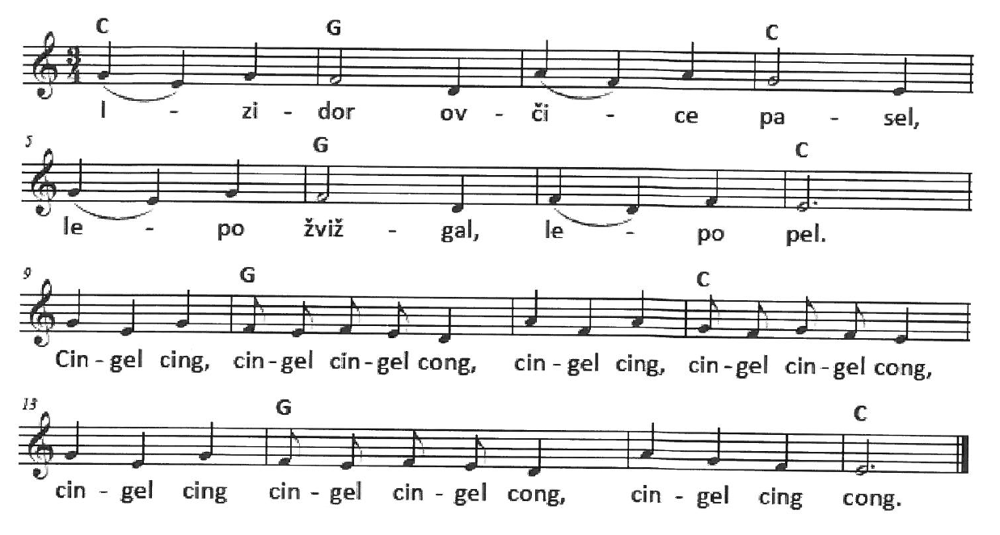 C G C
3
4
I - zi - dor ov - či - ce pa - sel,
5
G C
le - po žviž - gal, le - po pel.
9
G C
Cin - gel cing, cin - gel cin - gel cong, cin - gel cing, cin - gel cin - gel cong,
13
G C
cin - gel cing cin - gel cin - gel cong, cin - gel cing cong.